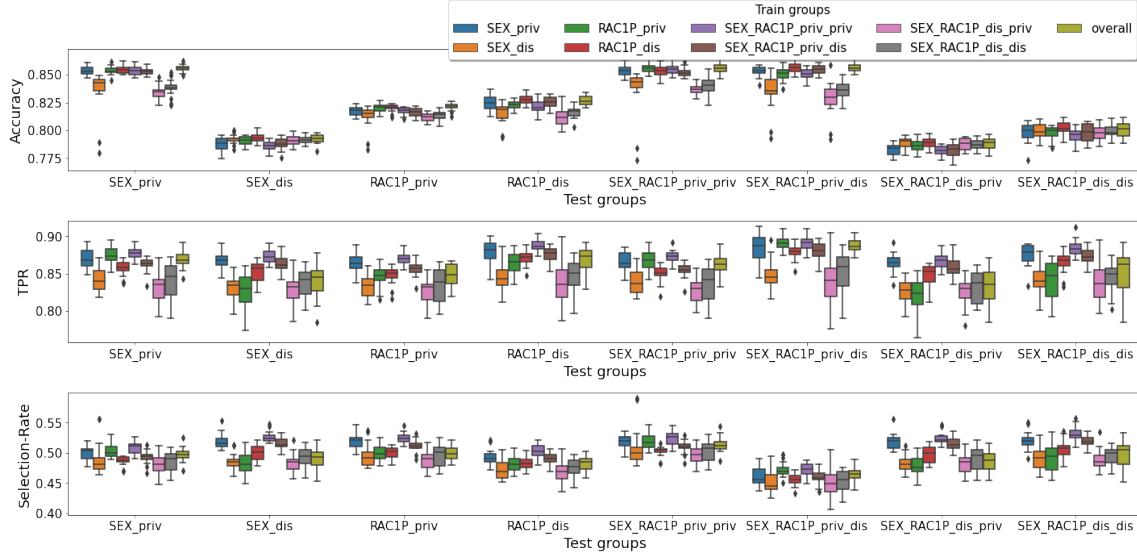 Train groups
SEX_priv RAC1P_priv SEX_RAC1P_priv_priv SEX_RAC1P_dis_priv overall
SEX_dis RAC1P_dis SEX_RAC1P_priv_dis SEX_RAC1P_dis_dis
Accuracy
0.850
0.825
0.800
0.775
SEX_priv SEX_dis RAC1P_priv RAC1P_dis SEX_RAC1P_priv_priv SEX_RAC1P_priv_dis SEX_RAC1P_dis_priv SEX_RAC1P_dis_dis
Test groups
TPR
0.90
0.85
0.80
SEX_priv SEX_dis RAC1P_priv RAC1P_dis SEX_RAC1P_priv_priv SEX_RAC1P_priv_dis SEX_RAC1P_dis_priv SEX_RAC1P_dis_dis
Test groups
Selection-Rate
0.55
0.50
0.45
0.40
SEX_priv SEX_dis RAC1P_priv RAC1P_dis SEX_RAC1P_priv_priv SEX_RAC1P_priv_dis SEX_RAC1P_dis_priv SEX_RAC1P_dis_dis
Test groups